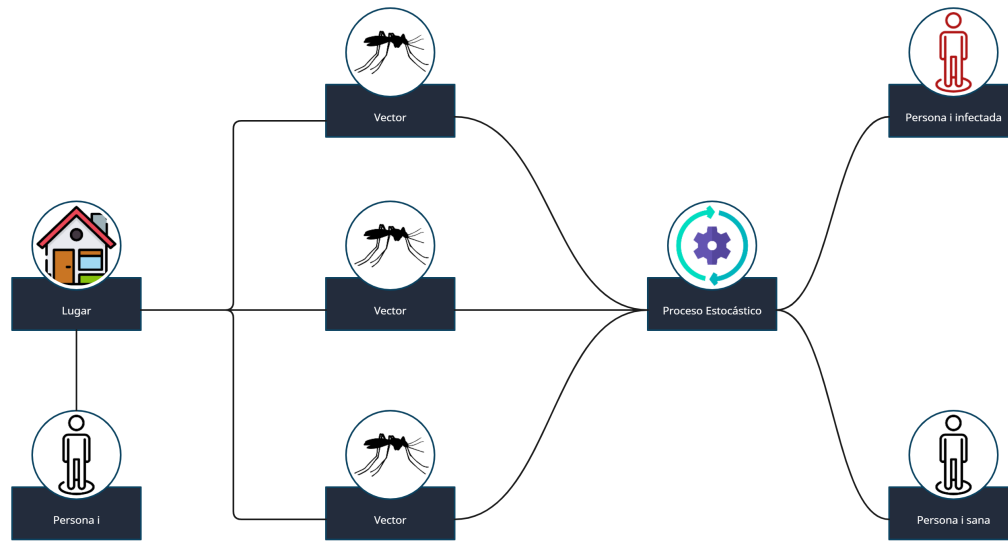 Vector
Persona i infectada
Lugar
Vector
Proceso Estocástico
Persona i
Vector
Persona i sana